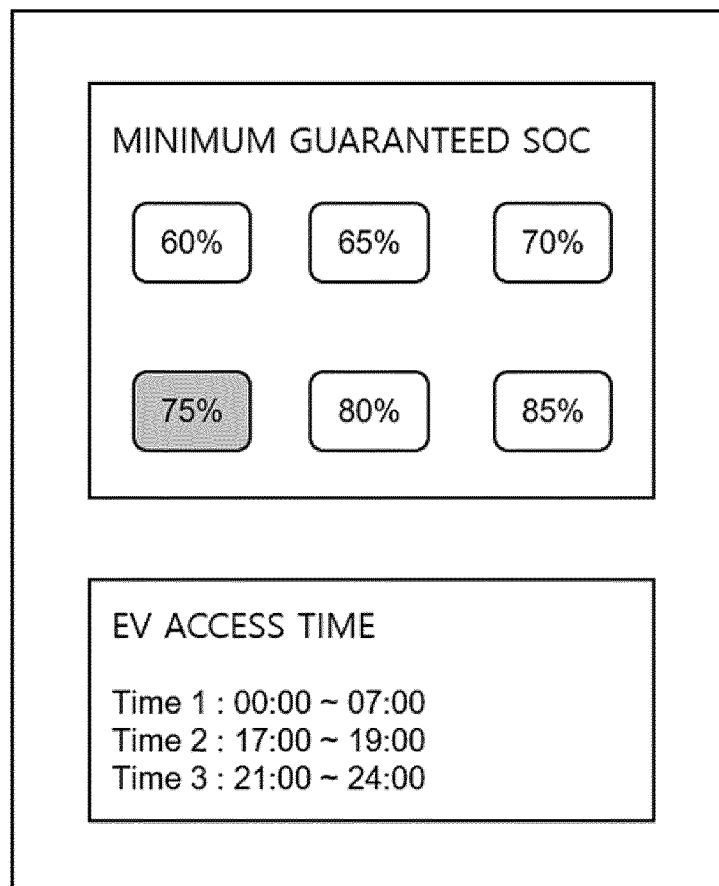 MINIMUM GUARANTEED SOC
60% 65% 70%
75% 80% 85%
EV ACCESS TIME
Time 1 : 00:00 ~ 07:00
Time 2 : 17:00 ~ 19:00
Time 3 : 21:00 ~ 24:00